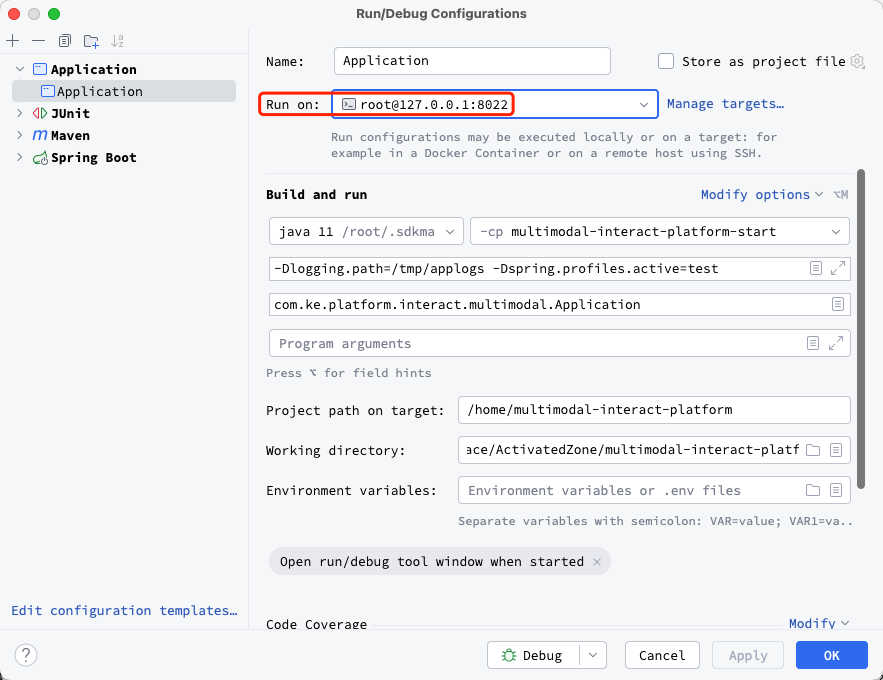 Run/Debug Configurations
Application
Application
JUnit
Maven
Spring Boot
Edit configuration templates…
Name: Application Store as project file
Run on: root@127.0.0.1:8022 Manage targets…
Run configurations may be executed locally or on a target: for
example in a Docker Container or on a remote host using SSH.
Build and run Modify options ⌥M
java 11 /root/.sdkma -cp multimodal-interact-platform-start
-Dlogging.path=/tmp/applogs -Dspring.profiles.active=test
com.ke.platform.interact.multimodal.Application
Program arguments
Press ⌥ for field hints
Project path on target: /home/multimodal-interact-platform
Working directory: ace/ActivatedZone/multimodal-interact-platf
Environment variables: Environment variables or .env files
Separate variables with semicolon: VAR=value; VAR1=va..
Open run/debug tool window when started
Code Coverage Modify
? Debug Cancel Apply OK